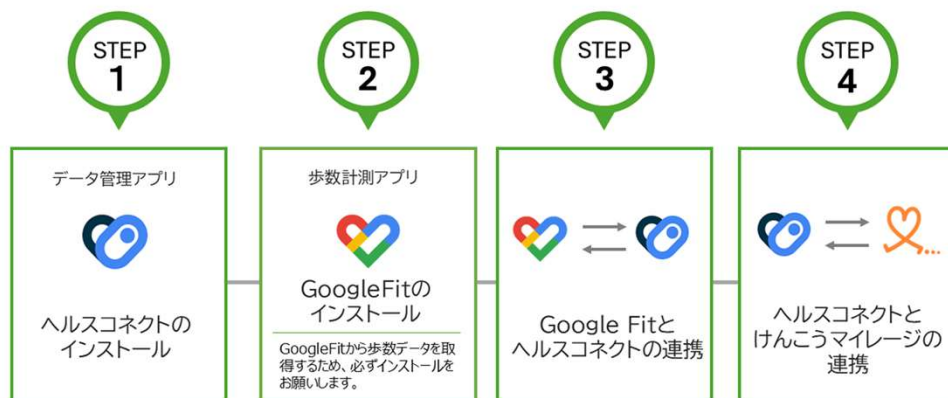 STEP
1
データ管理アプリ
ヘルスコネクトの
インストール
STEP
2
歩数計測アプリ
GoogleFitの
インストール
GoogleFitから歩数データを取
得するため、必ずインストールを
お願いします。
STEP
3
Google Fitと
ヘルスコネクトの連携
STEP
4
ヘルスコネクトと
けんこうマイレージの
連携